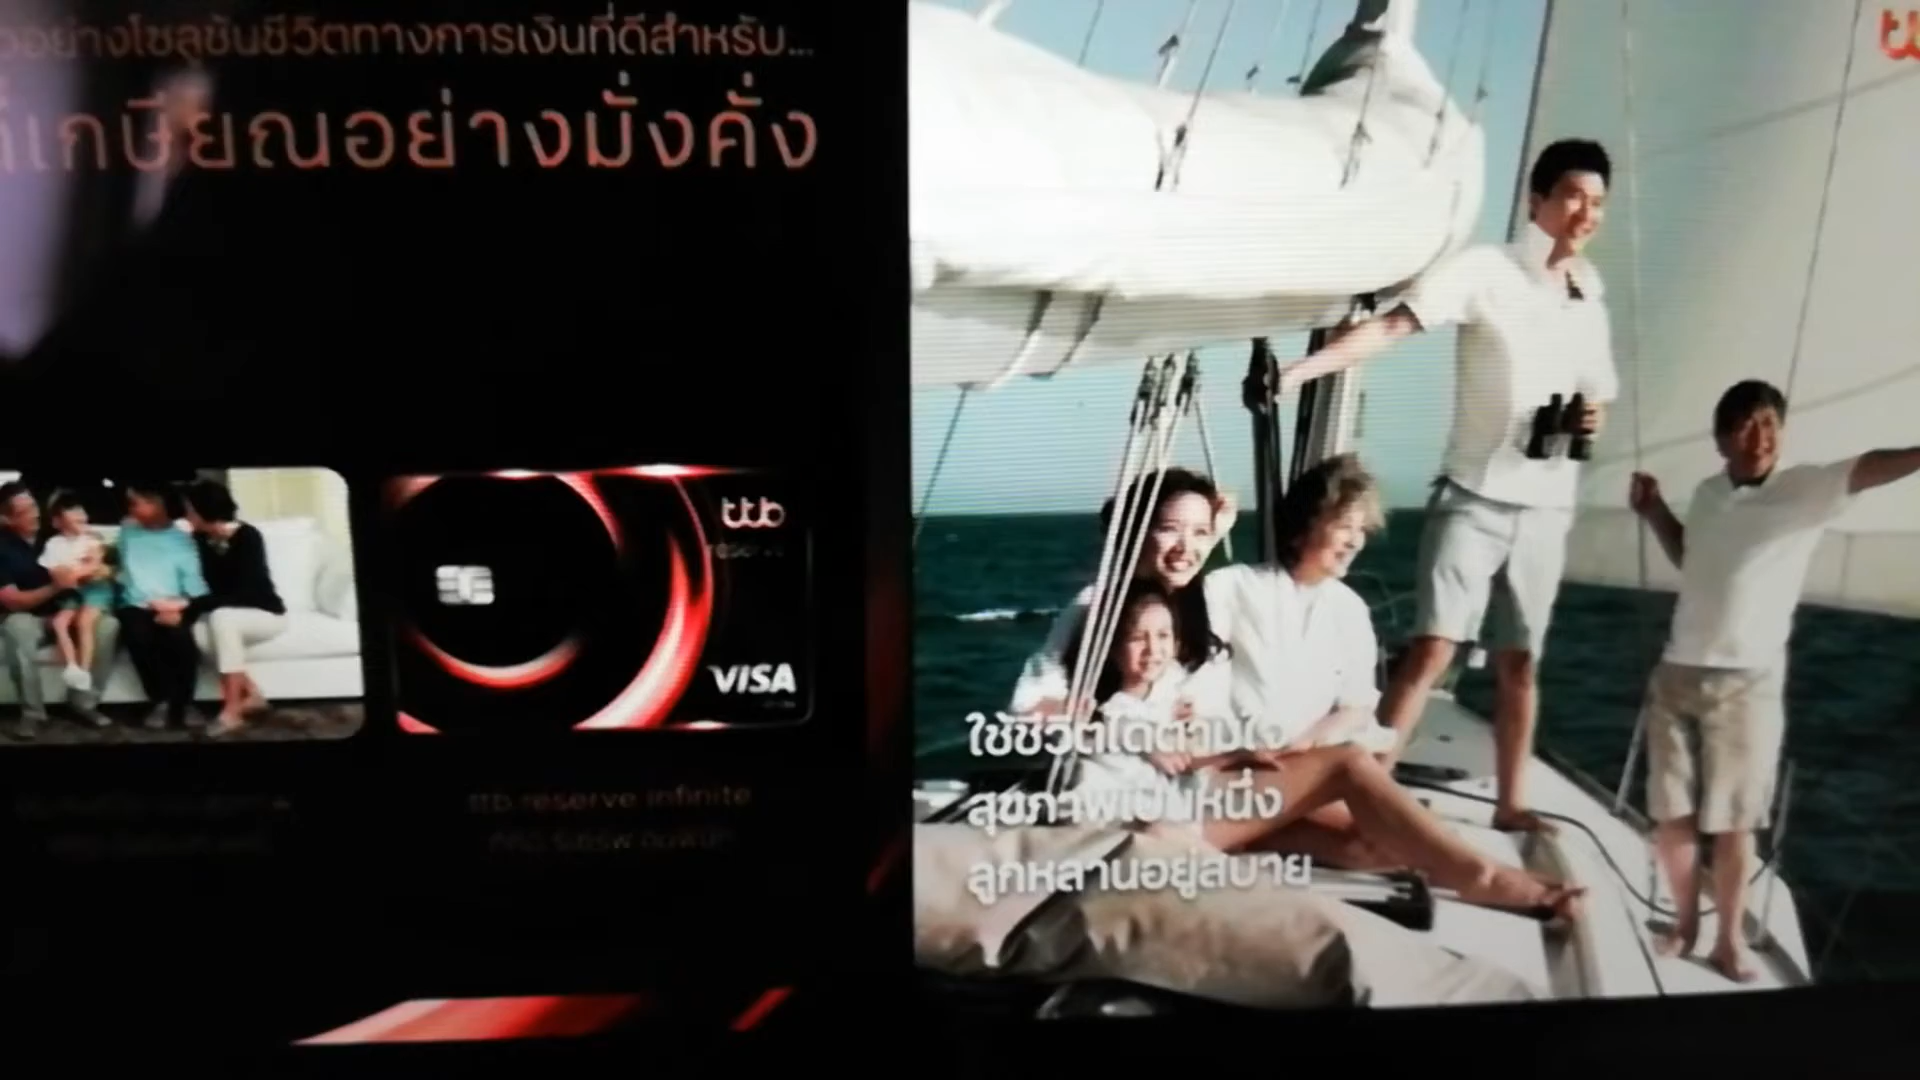 อย่างโซลูชันชีวิตทางการเงินที่ดีสำหรับ...
เกษียณอย่างมั่งคั่ง
ttb
reserve
VISA
ttb reserve infinite
ใช้ชีวิตได้ตามใจ
สุขภาพเป็นหนึ่ง
ลูกหลานอยู่สบาย